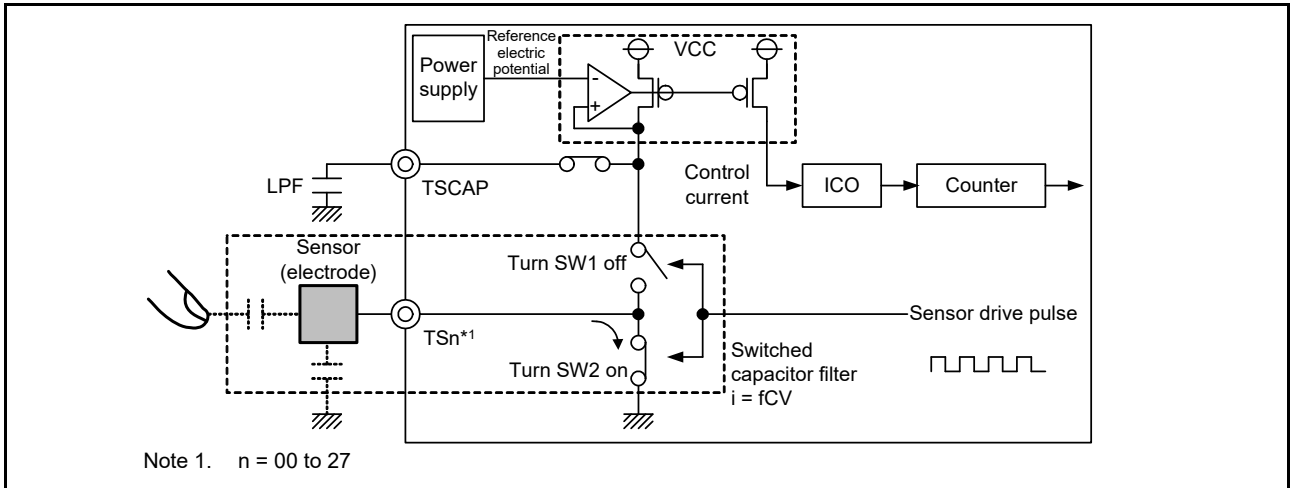 Power
supply
Reference
electric
potential
VCC
-
+
LPF
TSCAP
Control
current
ICO
Counter
Sensor
(electrode)
Turn SW1 off
TSn*1
Turn SW2 on
Sensor drive pulse
Switched
capacitor filter
i = fCV
Note 1. n = 00 to 27